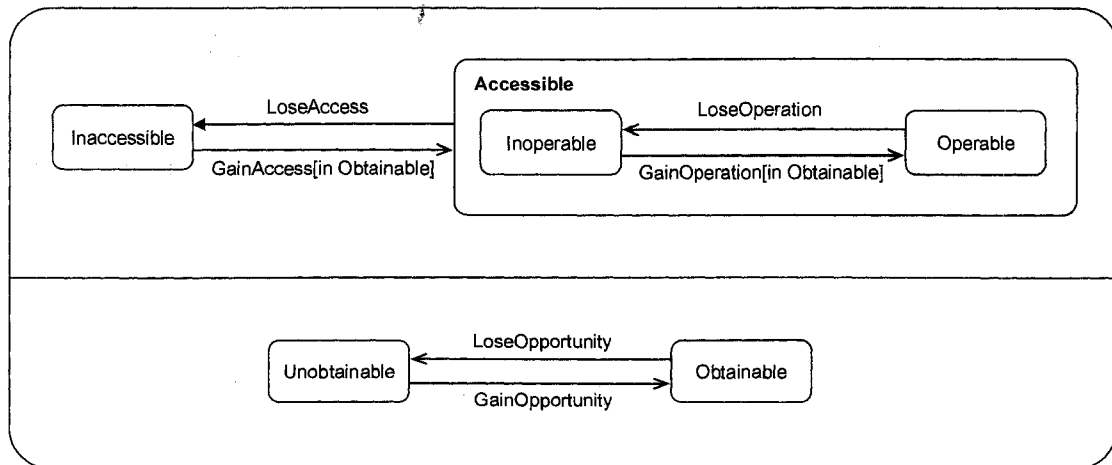 Accessible
LoseAccess
LoseOperation
Inaccessible
Inoperable
Operable
GainAccess[in Obtainable]
GainOperation[in Obtainable]
LoseOpportunity
Unobtainable
Obtainable
GainOpportunity